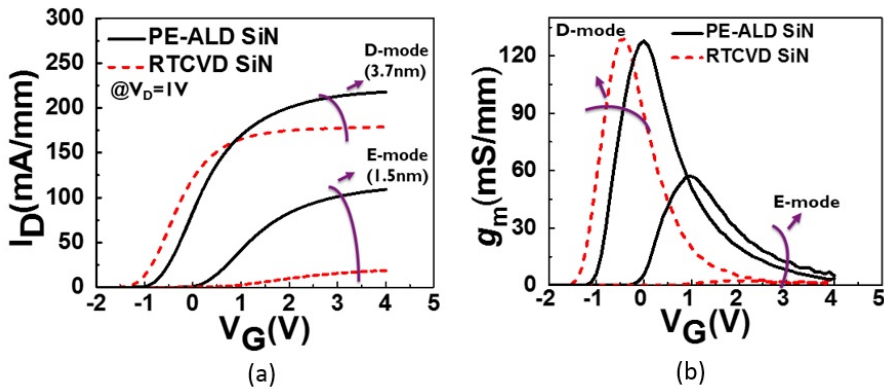 300
250
200
150
100
50
0
I_D(mA/mm)
PE-ALD SiN
RTCVD SiN
@V_D=1V
D-mode
(3.7nm)
E-mode
(1.5nm)
-2 -1 0 1 2 3 4 5
V_G(V)
(a)
120
90
60
30
0
g_m(mS/mm)
D-mode
PE-ALD SiN
RTCVD SiN
E-mode
-2 -1 0 1 2 3 4 5
V_G(V)
(b)